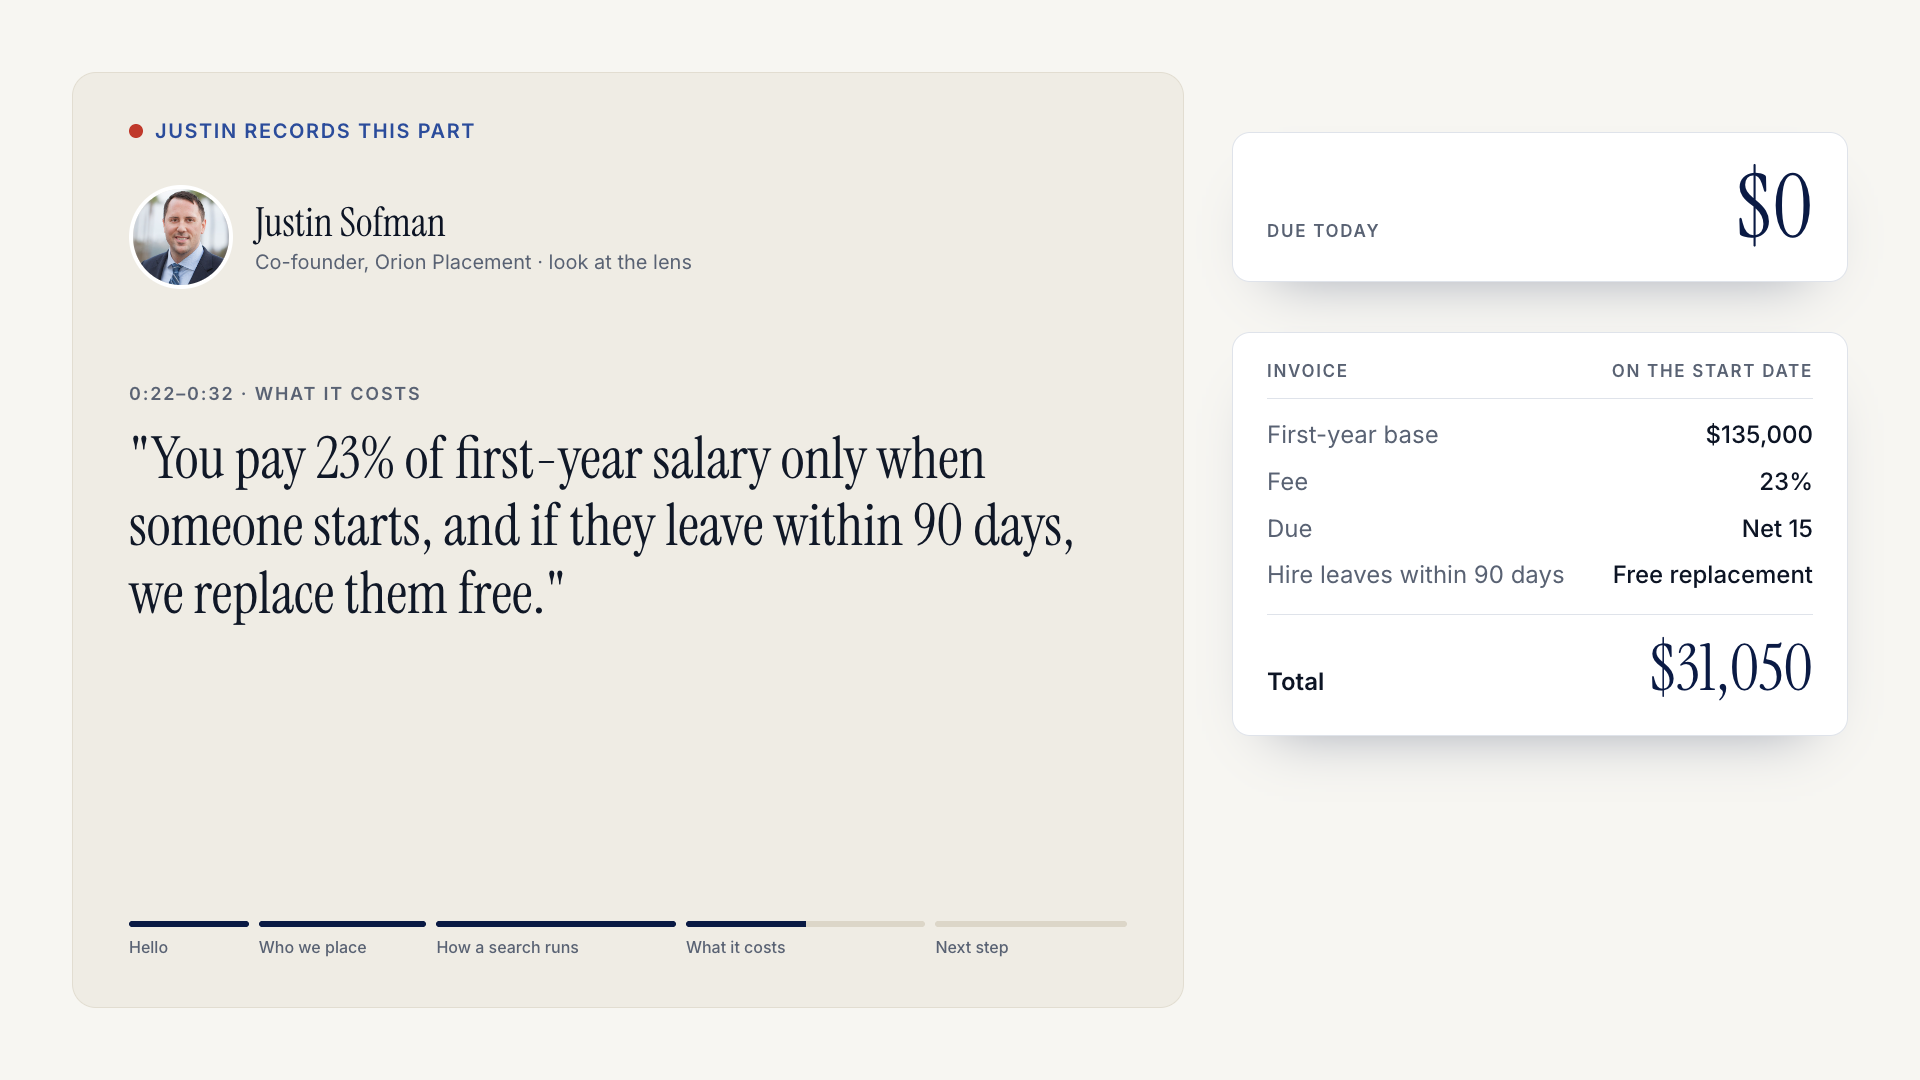 JUSTIN RECORDS THIS PART
Justin Sofman
Co-founder, Orion Placement · look at the lens
0:22–0:32 · WHAT IT COSTS
"You pay 23% of first-year salary only when
someone starts, and if they leave within 90 days,
we replace them free."
Hello
Who we place
How a search runs
What it costs
Next step
DUE TODAY $0
INVOICE ON THE START DATE
First-year base $135,000
Fee 23%
Due Net 15
Hire leaves within 90 days Free replacement
Total $31,050